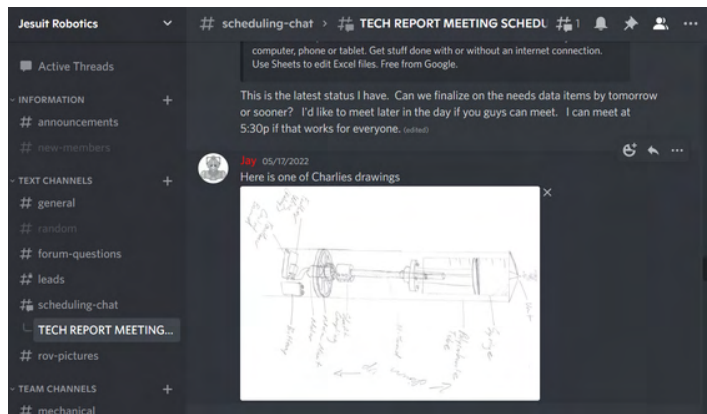 Jesuit Robotics
Active Threads
INFORMATION
announcements
new-members
TEXT CHANNELS
general
random
forum-questions
leads
scheduling-chat
TECH REPORT MEETING...
rov-pictures
TEAM CHANNELS
mechanical
scheduling-chat > TECH REPORT MEETING SCHEDU 1
computer, phone or tablet. Get stuff done with or without an internet connection.
Use Sheets to edit Excel files. Free from Google.
This is the latest status I have. Can we finalize on the needs data items by tomorrow
or sooner? I'd like to meet later in the day if you guys can meet. I can meet at
5:30p if that works for everyone. (edited)
Jay 05/17/2022
Here is one of Charlies drawings
Battery
Motor
Syringe